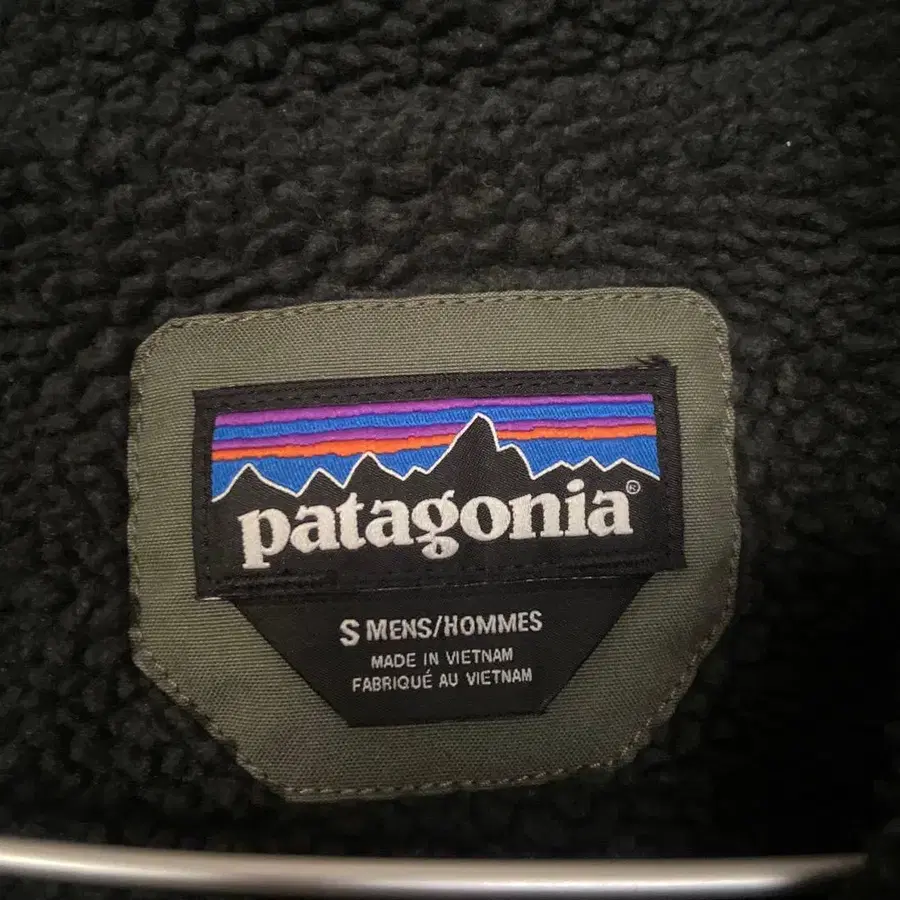 patagonia®
S MENS/HOMMES
MADE IN VIETNAM
FABRIQUÉ AU VIETNAM